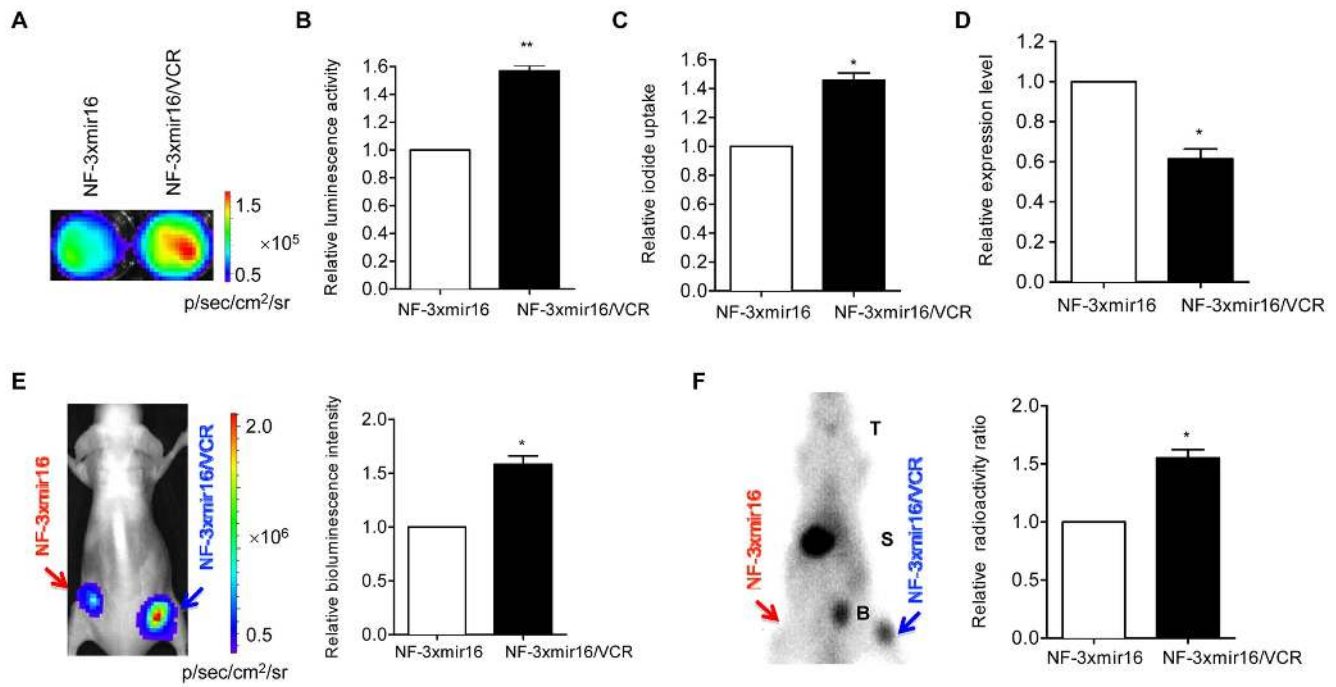 A
NF-3xmir16
NF-3xmir16/VCR
1.5
×10⁵
0.5
p/sec/cm²/sr
B
Relative luminescence activity
**
1.6
1.4
1.2
1.0
0.8
0.6
0.4
0.2
0.0
NF-3xmir16 NF-3xmir16/VCR
C
Relative iodide uptake
*
1.6
1.4
1.2
1.0
0.8
0.6
0.4
0.2
0.0
NF-3xmir16 NF-3xmir16/VCR
D
Relative expression level
1.2
1.0
0.8
*
0.6
0.4
0.2
0.0
NF-3xmir16 NF-3xmir16/VCR
E
NF-3xmir16
NF-3xmir16/VCR
2.0
×10⁶
0.5
p/sec/cm²/sr
Relative bioluminescence intensity
2.0
*
1.5
1.0
0.5
0.0
NF-3xmir16 NF-3xmir16/VCR
F
T
S
B
NF-3xmir16
NF-3xmir16/VCR
Relative radioactivity ratio
2.0
*
1.5
1.0
0.5
0.0
NF-3xmir16 NF-3xmir16/VCR